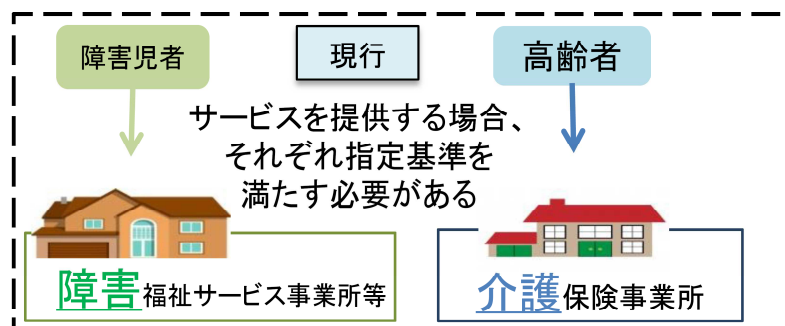 障害児者
現行
高齢者
サービスを提供する場合、
それぞれ指定基準を
満たす必要がある
障害福祉サービス事業所等
介護保険事業所